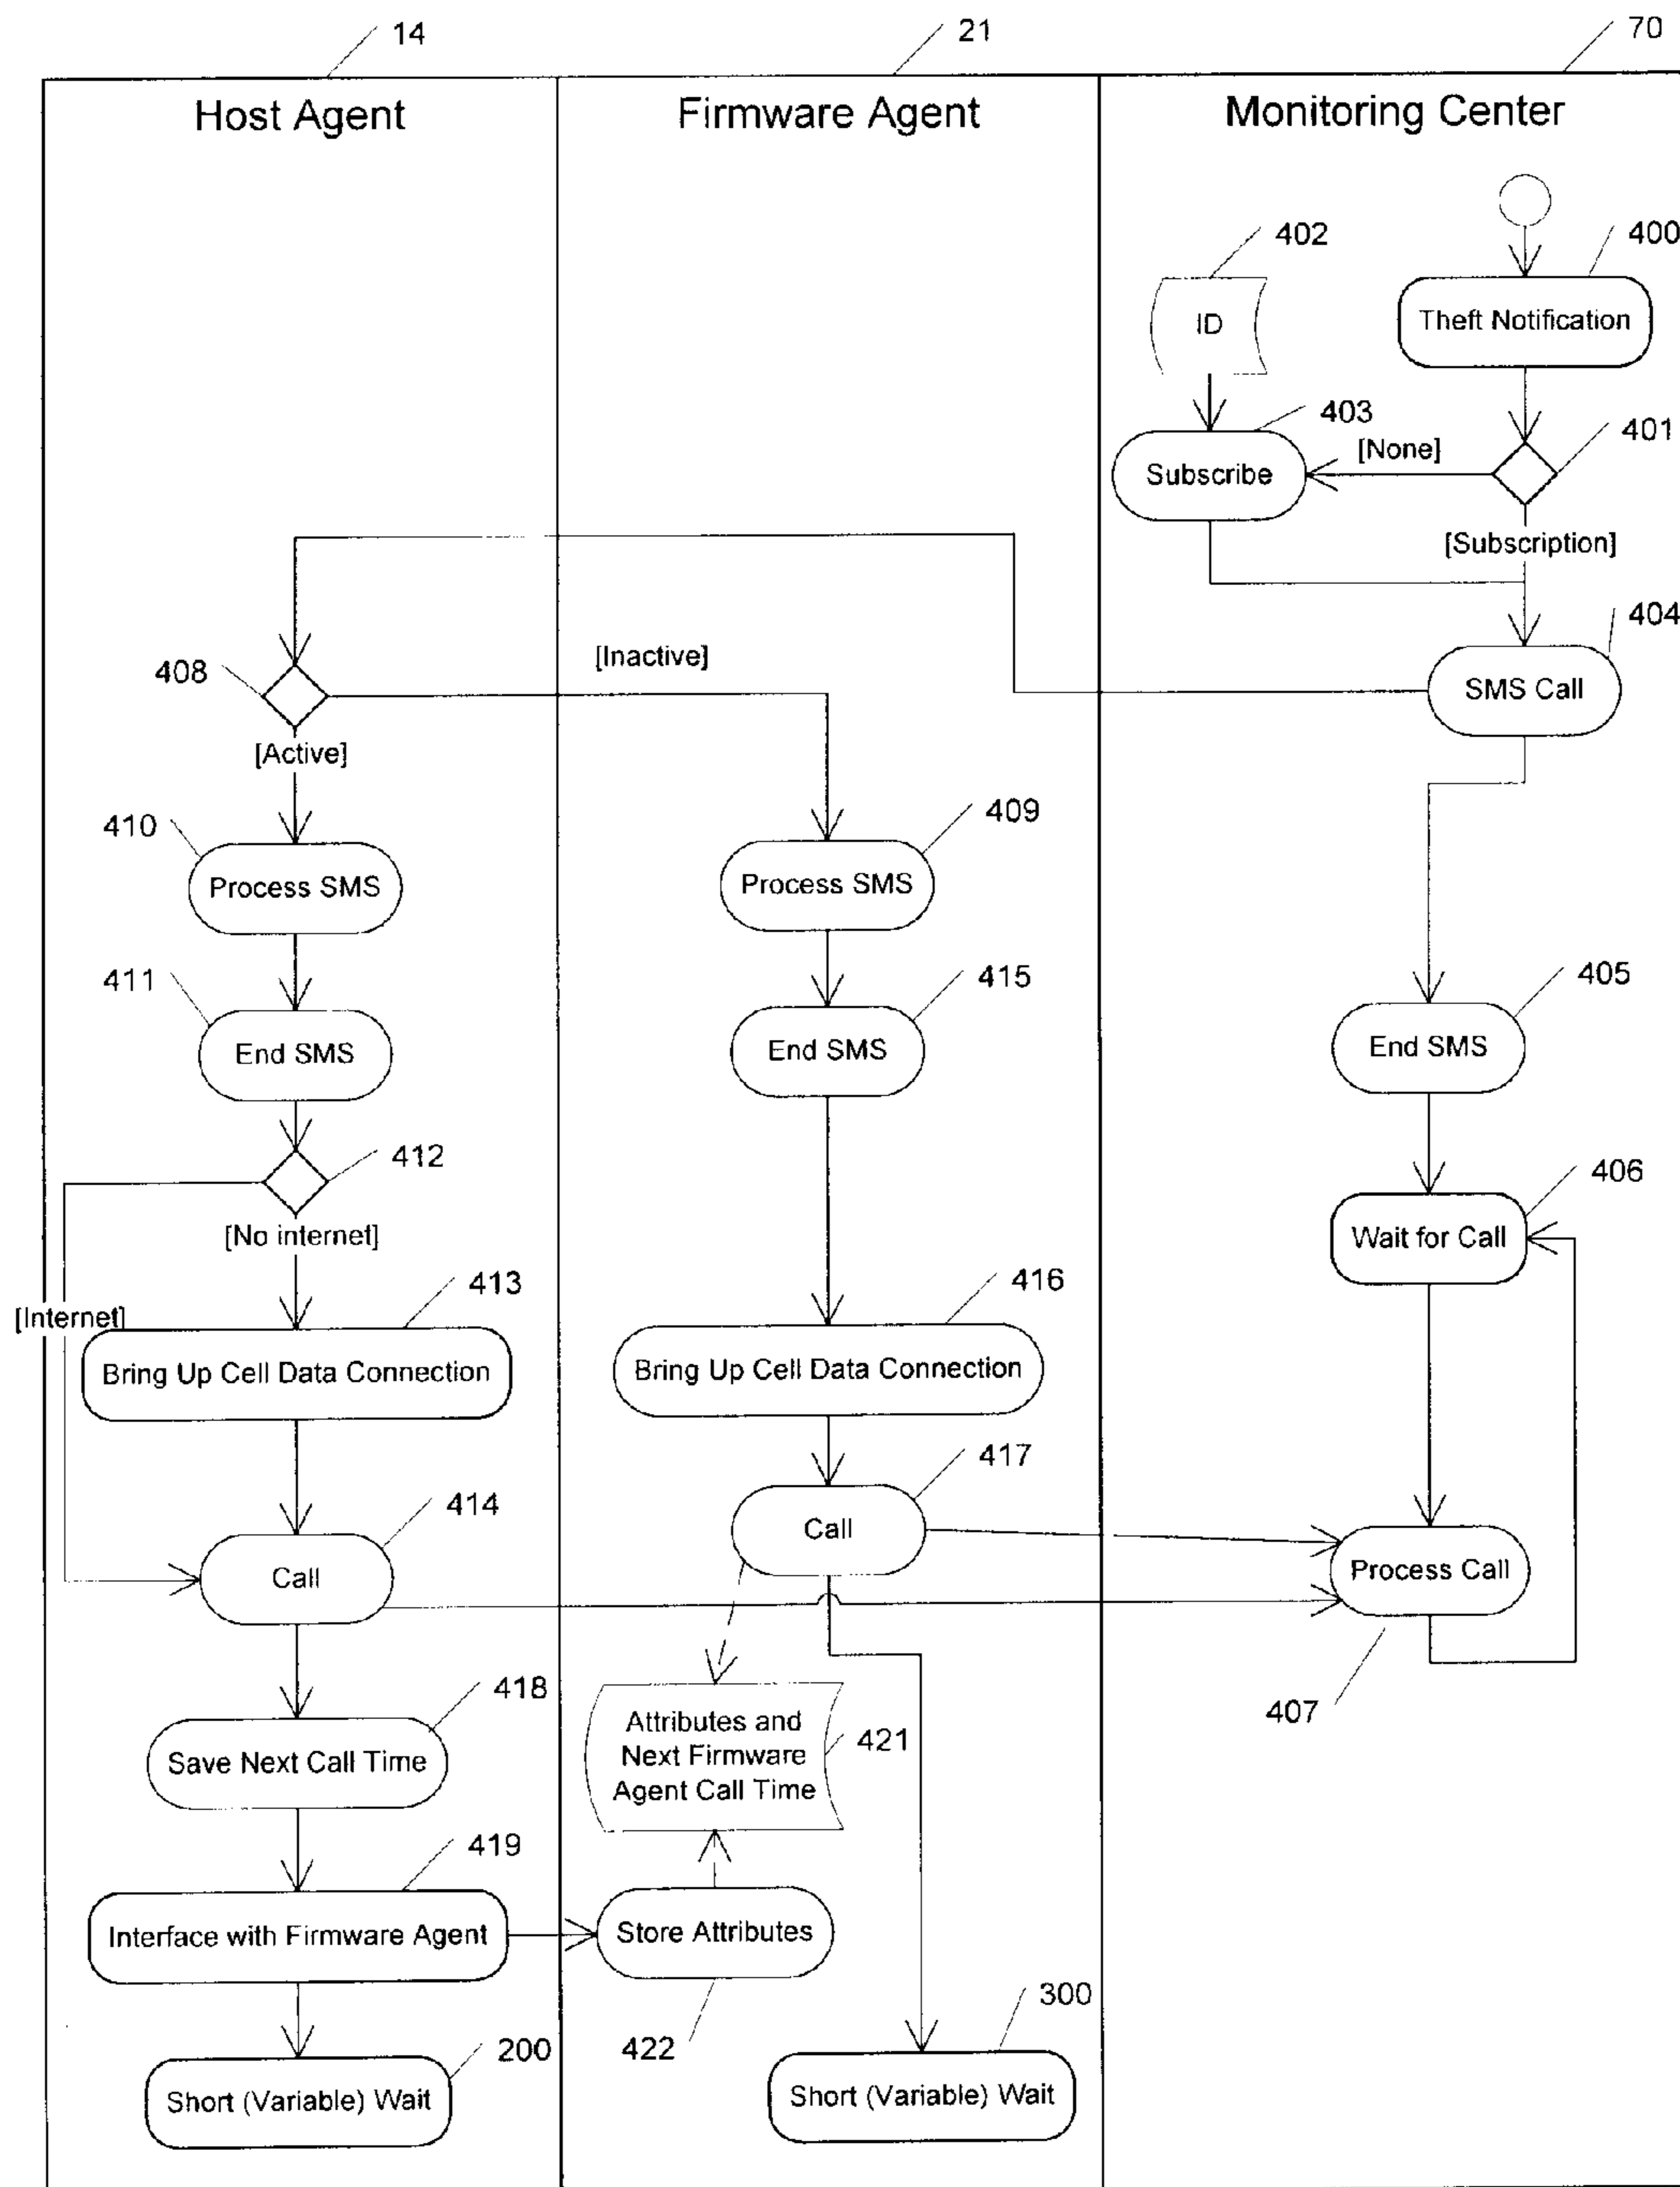 14
21
70
Host Agent
Firmware Agent
Monitoring Center
402
400
ID
Theft Notification
403
401
[None]
Subscribe
[Subscription]
404
408
[Inactive]
SMS Call
[Active]
410
409
Process SMS
Process SMS
411
415
405
End SMS
End SMS
End SMS
412
406
[No internet]
Wait for Call
413
416
[Internet]
Bring Up Cell Data Connection
Bring Up Cell Data Connection
417
414
Call
Call
Process Call
418
407
Attributes and
Next Firmware
Agent Call Time
421
Save Next Call Time
419
Interface with Firmware Agent
Store Attributes
300
200
422
Short (Variable) Wait
Short (Variable) Wait